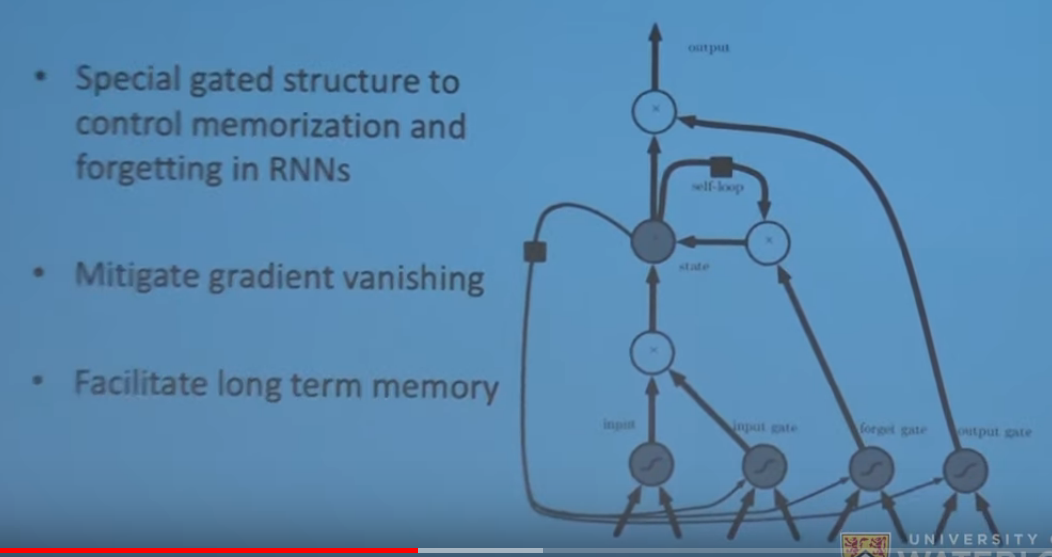 • Special gated structure to
control memorization and
forgetting in RNNs
• Mitigate gradient vanishing
• Facilitate long term memory
output
×
self-loop
×
state
×
input
input gate
forget gate
output gate
UNIVERSITY
WATERLOO